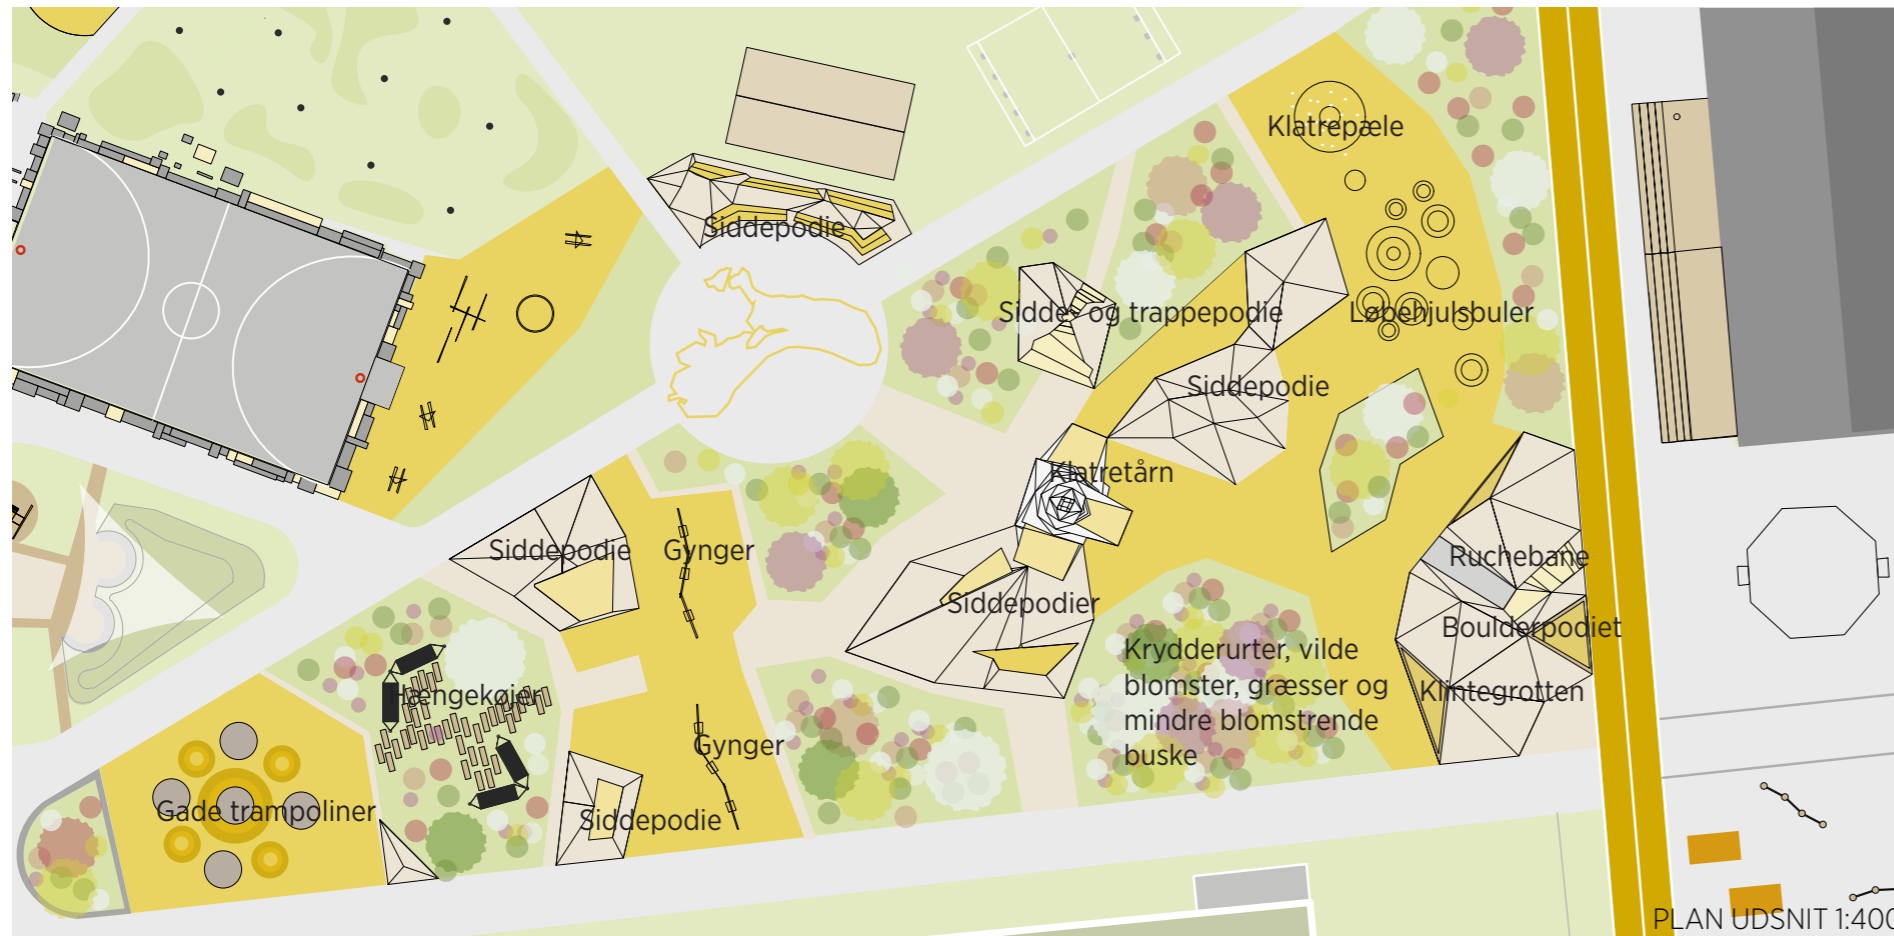 Klatrepæle
Siddepodie
Sidde- og trappepodie
Løbehjulsbuler
Siddepodie
Klatretårn
Siddepodie
Gynger
Ruchebane
Siddepodier
Boulderpodiet
Krydderurter, vilde
blomster, græsser og
mindre blomstrende
buske
Klintegrotten
Hængekøjer
Gynger
Gade trampoliner
Siddepodie
PLAN UDSNIT 1:400